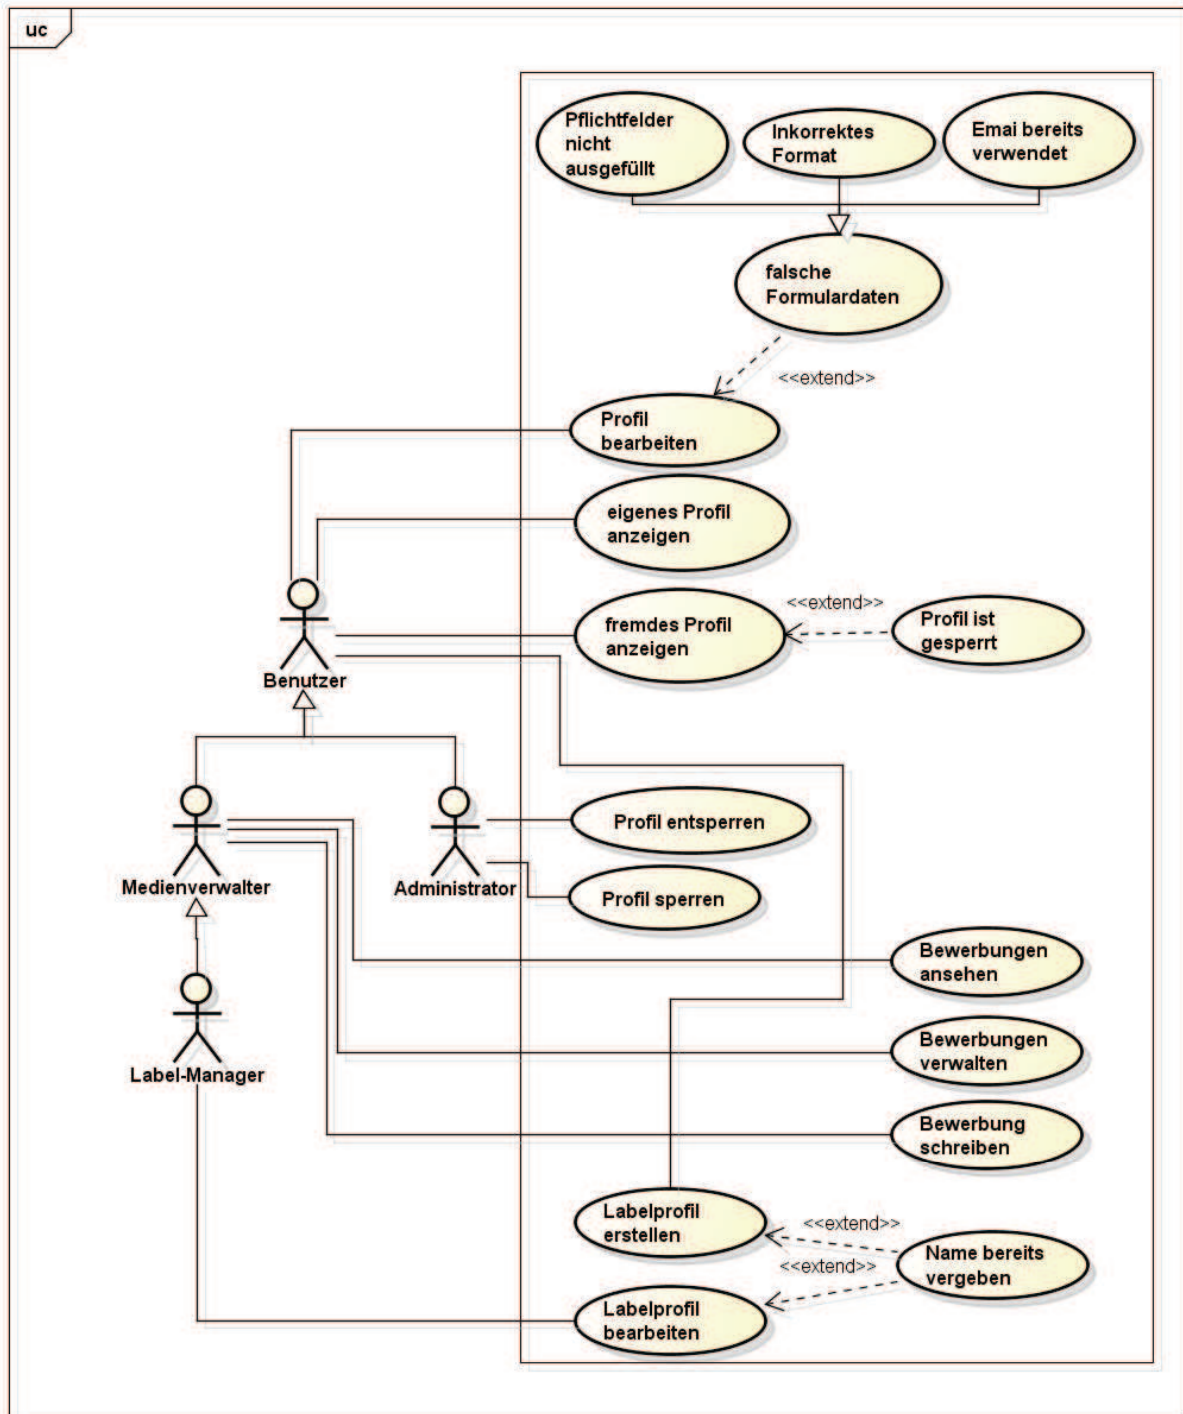 uc
Pflichtfelder
nicht
ausgefüllt
Inkorrektes
Format
Emai bereits
verwendet
falsche
Formulardaten
<<extend>>
Profil
bearbeiten
eigenes Profil
anzeigen
fremdes Profil
anzeigen
<<extend>>
Profil ist
gesperrt
Benutzer
Medienverwalter
Administrator
Profil entsperren
Profil sperren
Label-Manager
Bewerbungen
ansehen
Bewerbungen
verwalten
Bewerbung
schreiben
Labelprofil
erstellen
<<extend>>
<<extend>>
Name bereits
vergeben
Labelprofil
bearbeiten